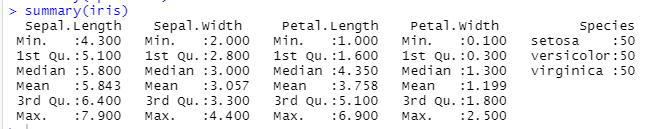 > summary(iris)
  Sepal.Length    Sepal.Width     Petal.Length    Petal.Width          Species
 Min.   :4.300   Min.   :2.000   Min.   :1.000   Min.   :0.100   setosa    :50
 1st Qu.:5.100   1st Qu.:2.800   1st Qu.:1.600   1st Qu.:0.300   versicolor:50
 Median :5.800   Median :3.000   Median :4.350   Median :1.300   virginica :50
 Mean   :5.843   Mean   :3.057   Mean   :3.758   Mean   :1.199
 3rd Qu.:6.400   3rd Qu.:3.300   3rd Qu.:5.100   3rd Qu.:1.800
 Max.   :7.900   Max.   :4.400   Max.   :6.900   Max.   :2.500